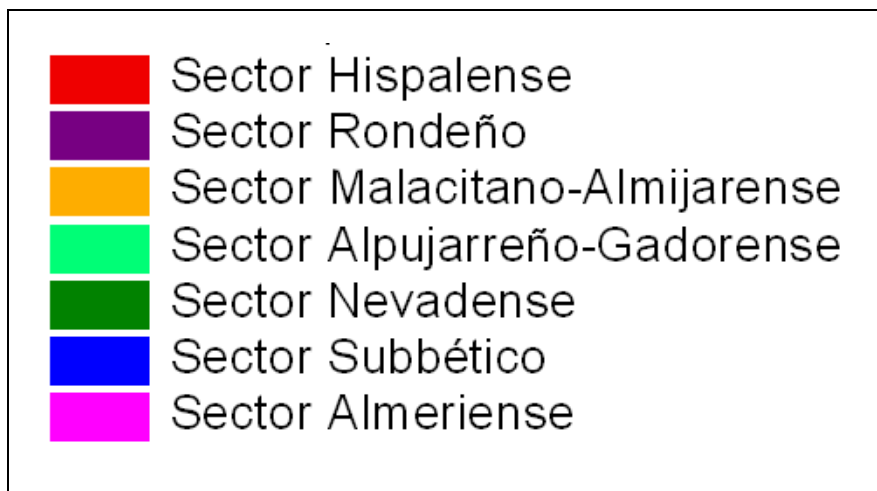 Sector Hispalense
Sector Rondeño
Sector Malacitano-Almijarense
Sector Alpujarreño-Gadorense
Sector Nevadense
Sector Subbético
Sector Almeriense